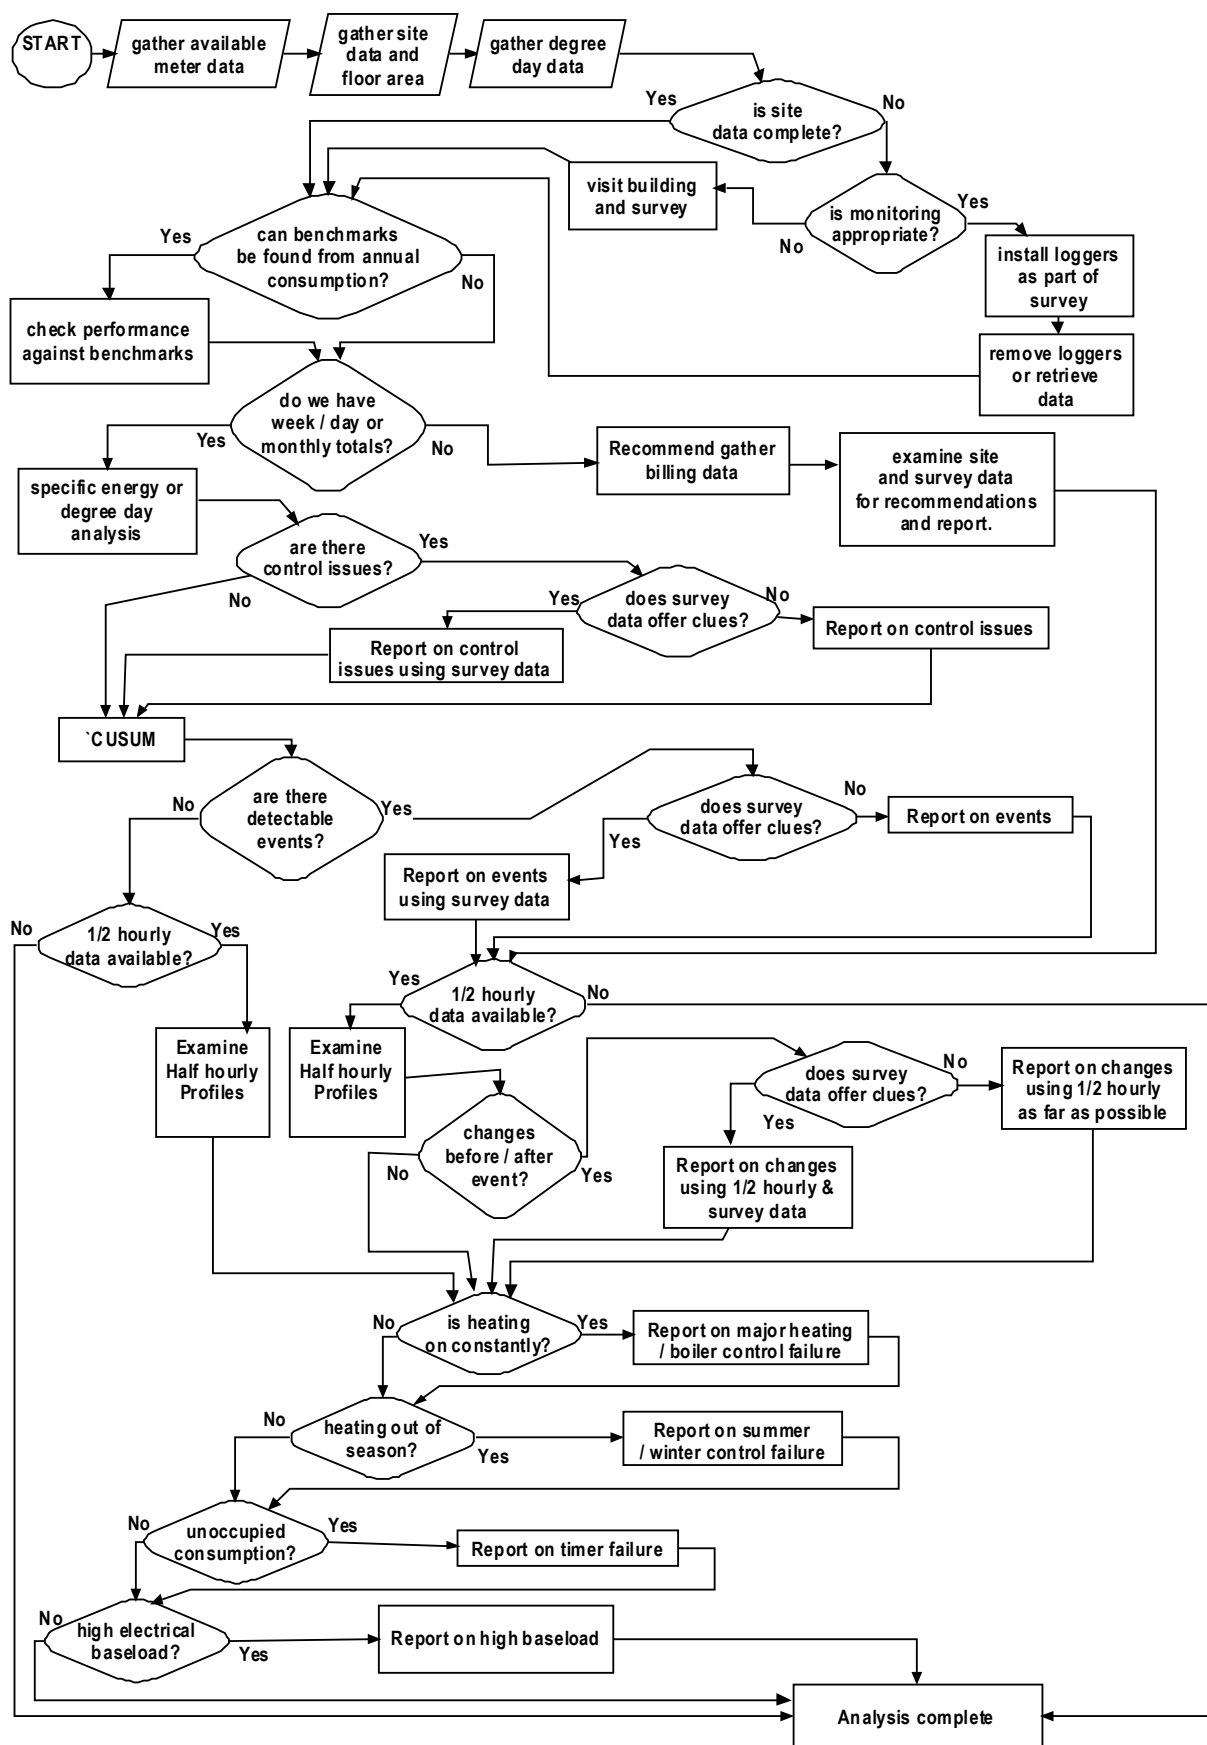 START
gather available
meter data
gather site
data and
floor area
gather degree
day data
Yes
No
is site
data complete?
visit building
and survey
is monitoring
appropriate?
Yes
No
Yes
can benchmarks
be found from annual
consumption?
No
install loggers
as part of
survey
check performance
against benchmarks
remove loggers
or retrieve
data
do we have
week / day or
monthly totals?
Yes
No
Recommend gather
billing data
examine site
and survey data
for recommendations
and report.
specific energy or
degree day
analysis
are there
control issues?
Yes
No
does survey
data offer clues?
Yes
No
Report on control issues
Report on control
issues using survey data
`CUSUM
are there
detectable
events?
No
Yes
does survey
data offer clues?
No
Yes
Report on events
Report on events
using survey data
No
1/2 hourly
data available?
Yes
Yes
1/2 hourly
data available?
No
Examine
Half hourly
Profiles
Examine
Half hourly
Profiles
does survey
data offer clues?
No
Yes
Report on changes
using 1/2 hourly
as far as possible
changes
before / after
event?
No
Yes
Report on changes
using 1/2 hourly &
survey data
No
is heating
on constantly?
Yes
Report on major heating
/ boiler control failure
No
heating out of
season?
Yes
Report on summer
/ winter control failure
No
unoccupied
consumption?
Yes
Report on timer failure
No
high electrical
baseload?
Yes
Report on high baseload
Analysis complete